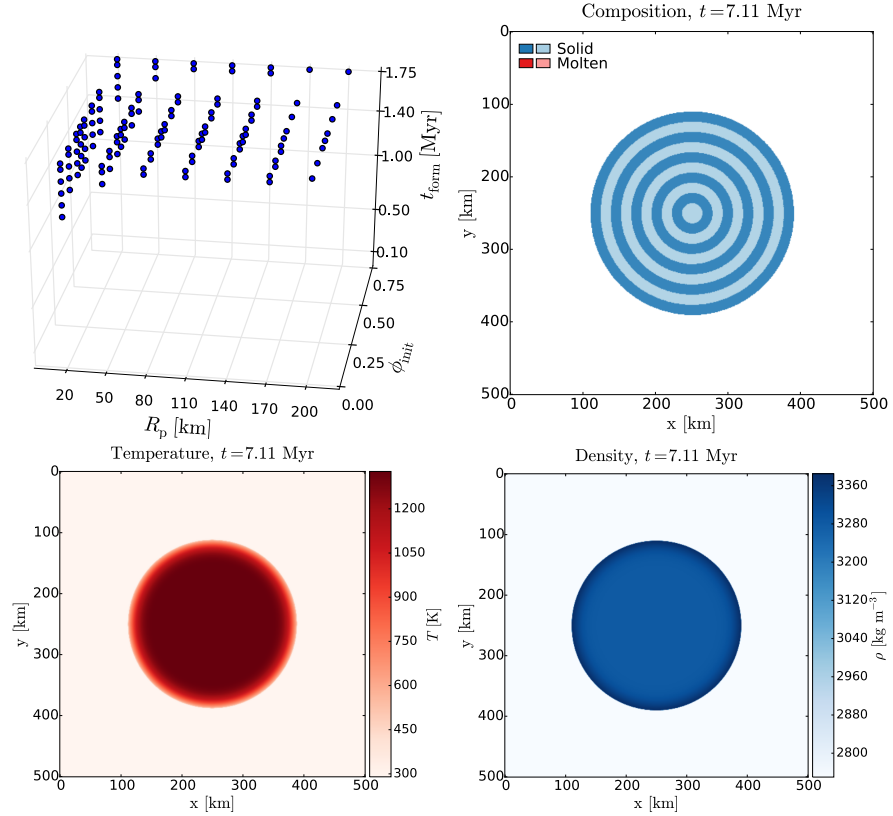 1.75
1.40
1.00
0.50
0.10
t_form [Myr]
0.75
0.50
0.25
0.00
ϕ_init
20 50 80 110 140 170 200
R_p [km]
Composition, t=7.11 Myr
Solid
Molten
0
100
200
300
400
500
y [km]
0 100 200 300 400 500
x [km]
Temperature, t=7.11 Myr
0
100
200
300
400
500
y [km]
0 100 200 300 400 500
x [km]
1200
1050
900
750
600
450
300
T [K]
Density, t=7.11 Myr
0
100
200
300
400
500
y [km]
0 100 200 300 400 500
x [km]
3360
3280
3200
3120
3040
2960
2880
2800
ρ [kg m⁻³]